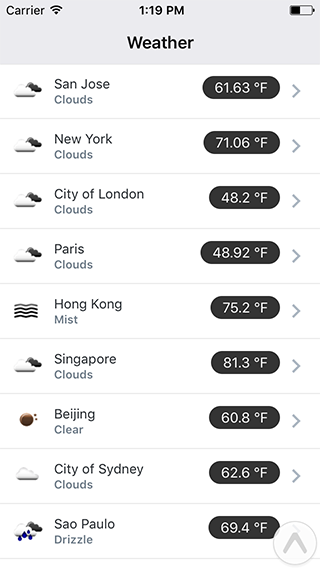 Carrier 1:19 PM
Weather
San Jose
Clouds
61.63 °F
New York
Clouds
71.06 °F
City of London
Clouds
48.2 °F
Paris
Clouds
48.92 °F
Hong Kong
Mist
75.2 °F
Singapore
Clouds
81.3 °F
Beijing
Clear
60.8 °F
City of Sydney
Clouds
62.6 °F
Sao Paulo
Drizzle
69.4 °F